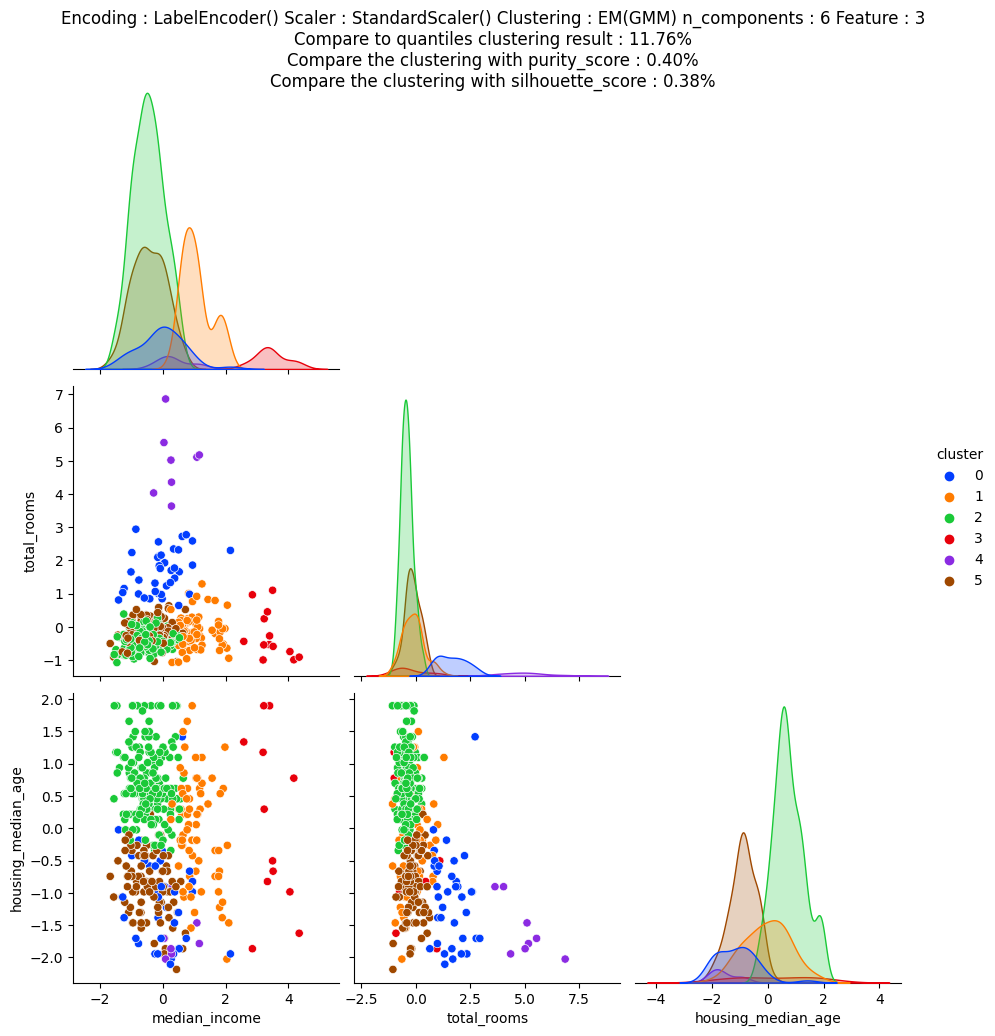 Encoding : LabelEncoder() Scaler : StandardScaler() Clustering : EM(GMM) n_components : 6 Feature : 3
Compare to quantiles clustering result : 11.76%
Compare the clustering with purity_score : 0.40%
Compare the clustering with silhouette_score : 0.38%
7
6
5
4
3
2
1
0
−1
total_rooms
cluster
0
1
2
3
4
5
2.0
1.5
1.0
0.5
0.0
−0.5
−1.0
−1.5
−2.0
housing_median_age
−2 0 2 4
median_income
−2.5 0.0 2.5 5.0 7.5
total_rooms
−4 −2 0 2 4
housing_median_age